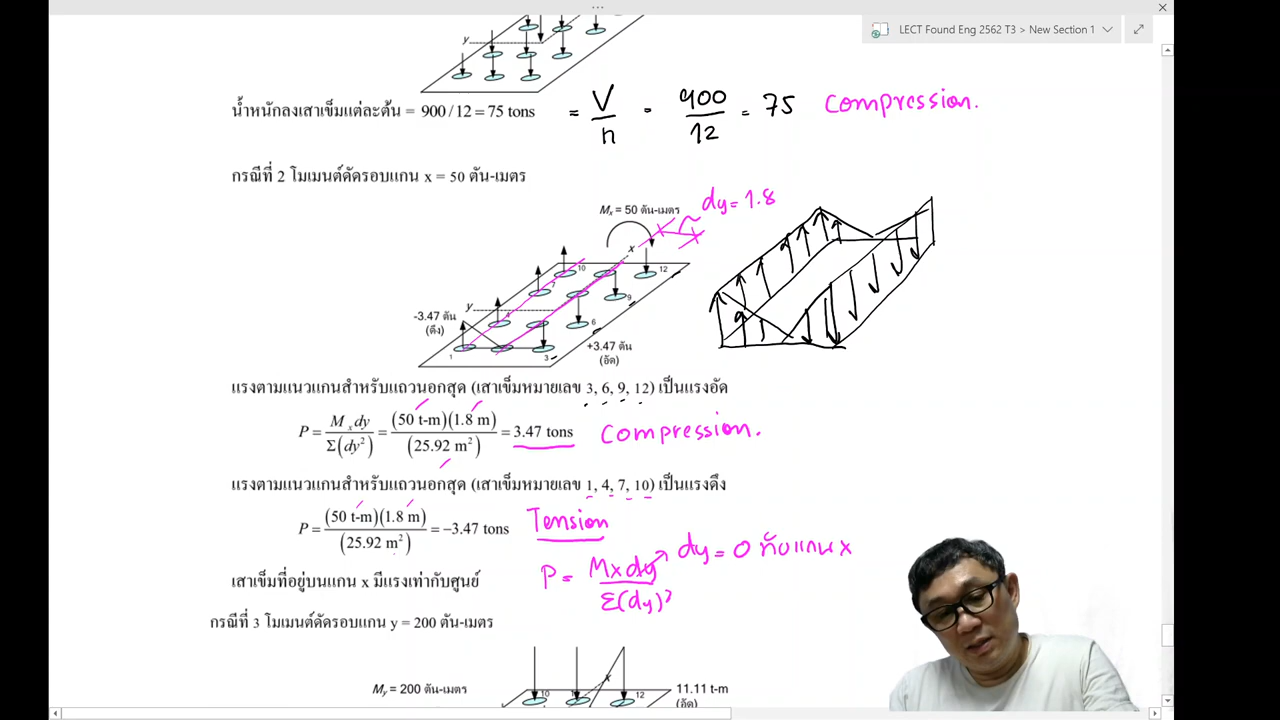 LECT Found Eng 2562 T3 > New Section 1
y
น้ำหนักลงเสาเข็มแต่ละต้น = 900 / 12 = 75 tons = V/n = 900/12 = 75 Compression.
กรณีที่ 2 โมเมนต์ดัดรอบแกน x = 50 ตัน-เมตร
Mx = 50 ตัน-เมตร
dy = 1.8
x
10
12
7
9
y
-3.47 ตัน
(ดึง)
4
6
+3.47 ตัน
(อัด)
1
3
แรงตามแนวแกนสำหรับแถวนอกสุด (เสาเข็มหมายเลข 3, 6, 9, 12) เป็นแรงอัด
P = M x dy / Σ(dy²) = (50 t-m)(1.8 m) / (25.92 m²) = 3.47 tons Compression.
แรงตามแนวแกนสำหรับแถวนอกสุด (เสาเข็มหมายเลข 1, 4, 7, 10) เป็นแรงดึง
P = (50 t-m)(1.8 m) / (25.92 m²) = −3.47 tons Tension
P = Mx dy / Σ(dy)² dy = 0 ทับแกน x
เสาเข็มที่อยู่บนแกน x มีแรงเท่ากับศูนย์
กรณีที่ 3 โมเมนต์ดัดรอบแกน y = 200 ตัน-เมตร
My = 200 ตัน-เมตร
x
10
12
11.11 t-m
(อัด)